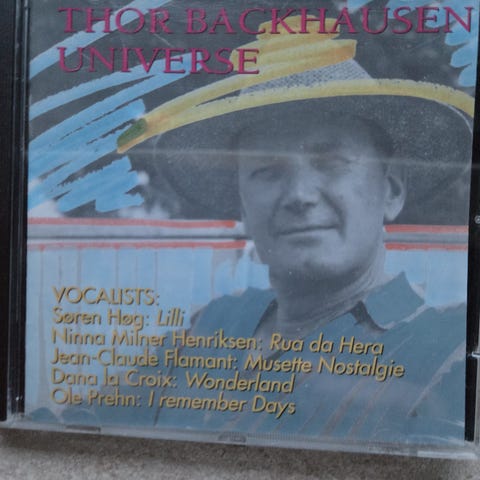 THOR BACKHAUSEN
UNIVERSE
VOCALISTS:
Søren Høg: Lilli
Ninna Milner Henriksen: Rua da Hera
Jean-Claude Flamant: Musette Nostalgie
Dana la Croix: Wonderland
Ole Prehn: I remember Days